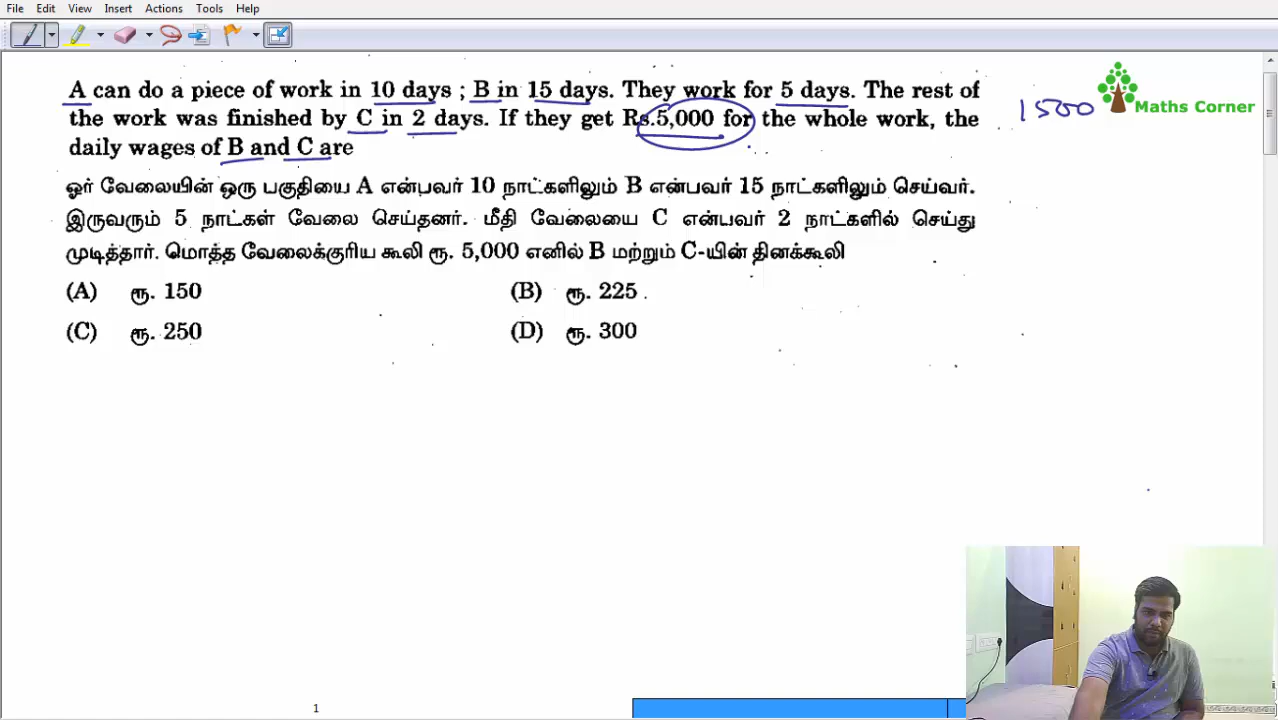 File Edit View Insert Actions Tools Help
A can do a piece of work in 10 days ; B in 15 days. They work for 5 days. The rest of
the work was finished by C in 2 days. If they get Rs.5,000 for the whole work, the
daily wages of B and C are
1500
Maths Corner
ஓர் வேலையின் ஒரு பகுதியை A என்பவர் 10 நாட்களிலும் B என்பவர் 15 நாட்களிலும் செய்வர்.
இருவரும் 5 நாட்கள் வேலை செய்தனர். மீதி வேலையை C என்பவர் 2 நாட்களில் செய்து
முடித்தார். மொத்த வேலைக்குரிய கூலி ரூ. 5,000 எனில் B மற்றும் C-யின் தினக்கூலி
(A) ரூ. 150 (B) ரூ. 225
(C) ரூ. 250 (D) ரூ. 300
1